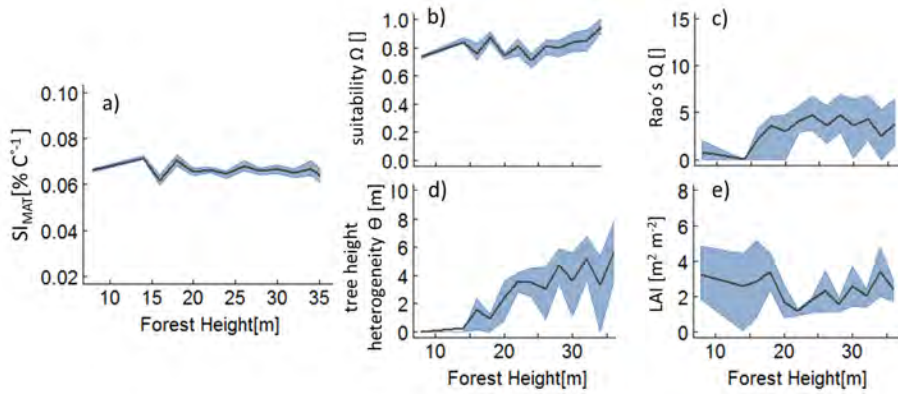 a)
SI_MAT[% C°⁻¹]
0.10
0.08
0.06
0.04
0.02
10 15 20 25 30 35
Forest Height[m]
b)
suitability Ω []
1.0
0.8
0.6
0.4
0.2
0.0
c)
Rao´s Q []
15
10
5
0
d)
tree height
heterogeneity Θ [m]
10
8
6
4
2
0
10 20 30
Forest Height[m]
e)
LAI [m² m⁻²]
8
6
4
2
0
10 20 30
Forest Height[m]